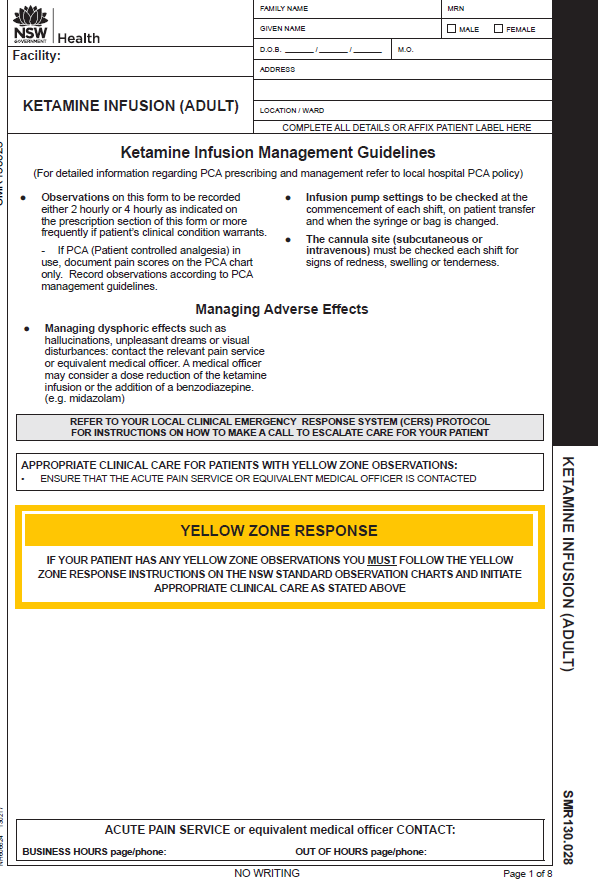 FAMILY NAME
MRN
NSW
GOVERNMENT
Health
GIVEN NAME
MALE
FEMALE
Facility:
D.O.B. _______ / _______ / _______
M.O.
ADDRESS
KETAMINE INFUSION (ADULT)
LOCATION / WARD
COMPLETE ALL DETAILS OR AFFIX PATIENT LABEL HERE
Ketamine Infusion Management Guidelines
(For detailed information regarding PCA prescribing and management refer to local hospital PCA policy)
● Observations on this form to be recorded
either 2 hourly or 4 hourly as indicated on
the prescription section of this form or more
frequently if patient's clinical condition warrants.
- If PCA (Patient controlled analgesia) in
use, document pain scores on the PCA chart
only. Record observations according to PCA
management guidelines.
● Infusion pump settings to be checked at the
commencement of each shift, on patient transfer
and when the syringe or bag is changed.
● The cannula site (subcutaneous or
intravenous) must be checked each shift for
signs of redness, swelling or tenderness.
Managing Adverse Effects
● Managing dysphoric effects such as
hallucinations, unpleasant dreams or visual
disturbances: contact the relevant pain service
or equivalent medical officer. A medical officer
may consider a dose reduction of the ketamine
infusion or the addition of a benzodiazepine.
(e.g. midazolam)
REFER TO YOUR LOCAL CLINICAL EMERGENCY RESPONSE SYSTEM (CERS) PROTOCOL
FOR INSTRUCTIONS ON HOW TO MAKE A CALL TO ESCALATE CARE FOR YOUR PATIENT
APPROPRIATE CLINICAL CARE FOR PATIENTS WITH YELLOW ZONE OBSERVATIONS:
• ENSURE THAT THE ACUTE PAIN SERVICE OR EQUIVALENT MEDICAL OFFICER IS CONTACTED
YELLOW ZONE RESPONSE
IF YOUR PATIENT HAS ANY YELLOW ZONE OBSERVATIONS YOU MUST FOLLOW THE YELLOW
ZONE RESPONSE INSTRUCTIONS ON THE NSW STANDARD OBSERVATION CHARTS AND INITIATE
APPROPRIATE CLINICAL CARE AS STATED ABOVE
KETAMINE INFUSION (ADULT)
SMR130.028
ACUTE PAIN SERVICE or equivalent medical officer CONTACT:
BUSINESS HOURS page/phone:
OUT OF HOURS page/phone:
NO WRITING
Page 1 of 8